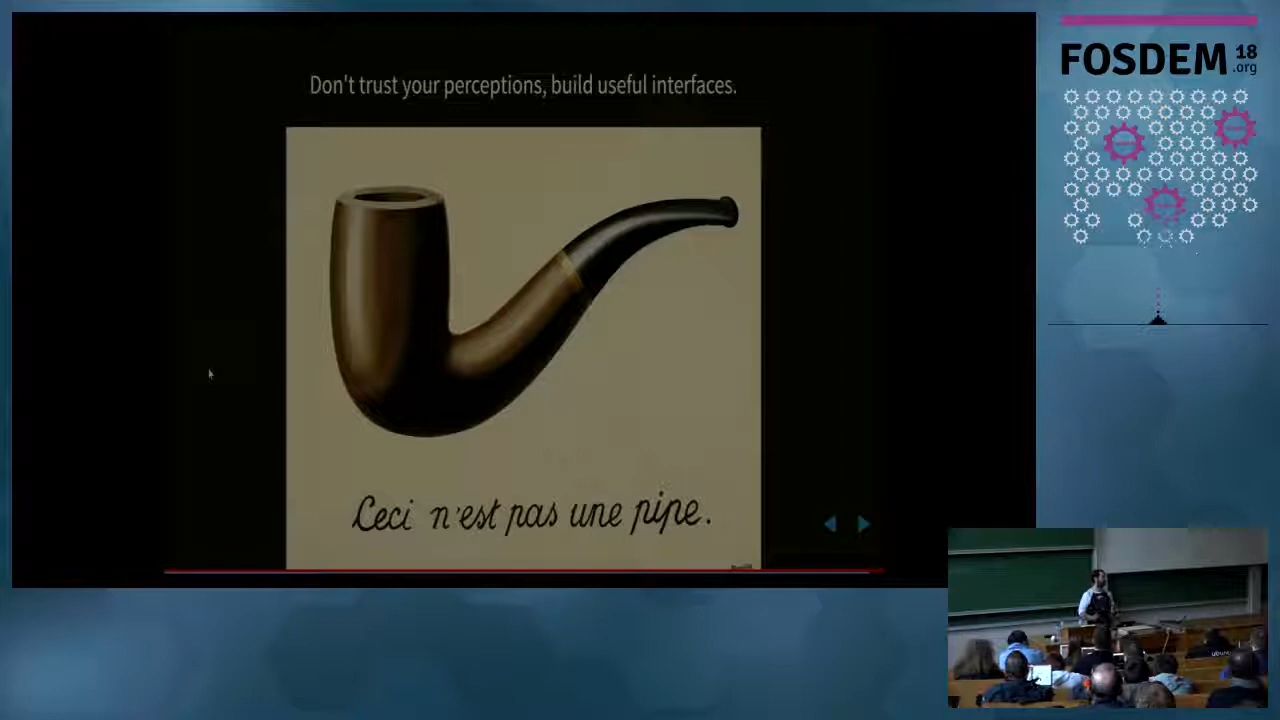 Don't trust your perceptions, build useful interfaces.
Ceci n'est pas une pipe.
FOSDEM 18
.org